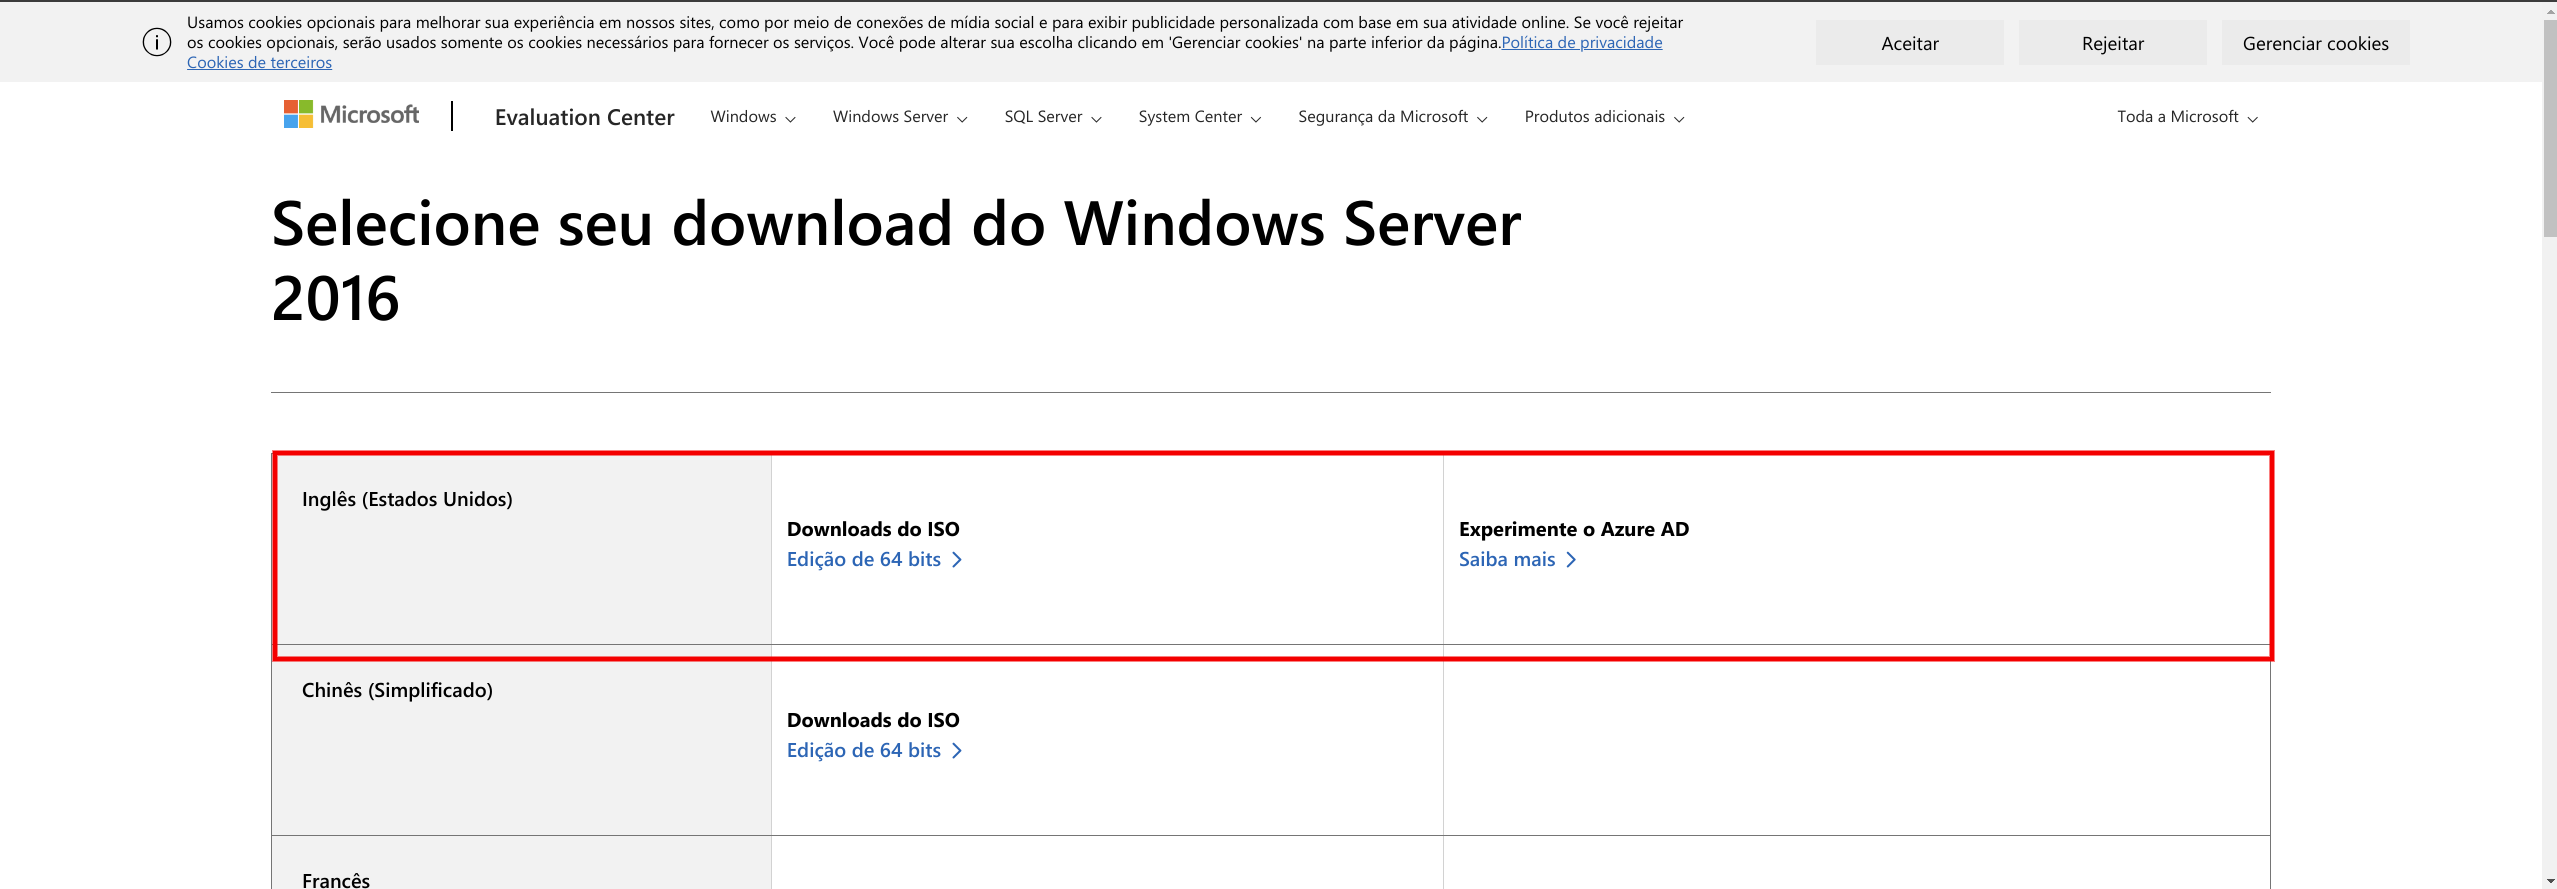 Usamos cookies opcionais para melhorar sua experiência em nossos sites, como por meio de conexões de mídia social e para exibir publicidade personalizada com base em sua atividade online. Se você rejeitar
os cookies opcionais, serão usados somente os cookies necessários para fornecer os serviços. Você pode alterar sua escolha clicando em 'Gerenciar cookies' na parte inferior da página.Política de privacidade
Cookies de terceiros
Aceitar
Rejeitar
Gerenciar cookies
Microsoft
Evaluation Center
Windows
Windows Server
SQL Server
System Center
Segurança da Microsoft
Produtos adicionais
Toda a Microsoft
Selecione seu download do Windows Server
2016
Inglês (Estados Unidos)
Downloads do ISO
Edição de 64 bits
Experimente o Azure AD
Saiba mais
Chinês (Simplificado)
Downloads do ISO
Edição de 64 bits
Francês